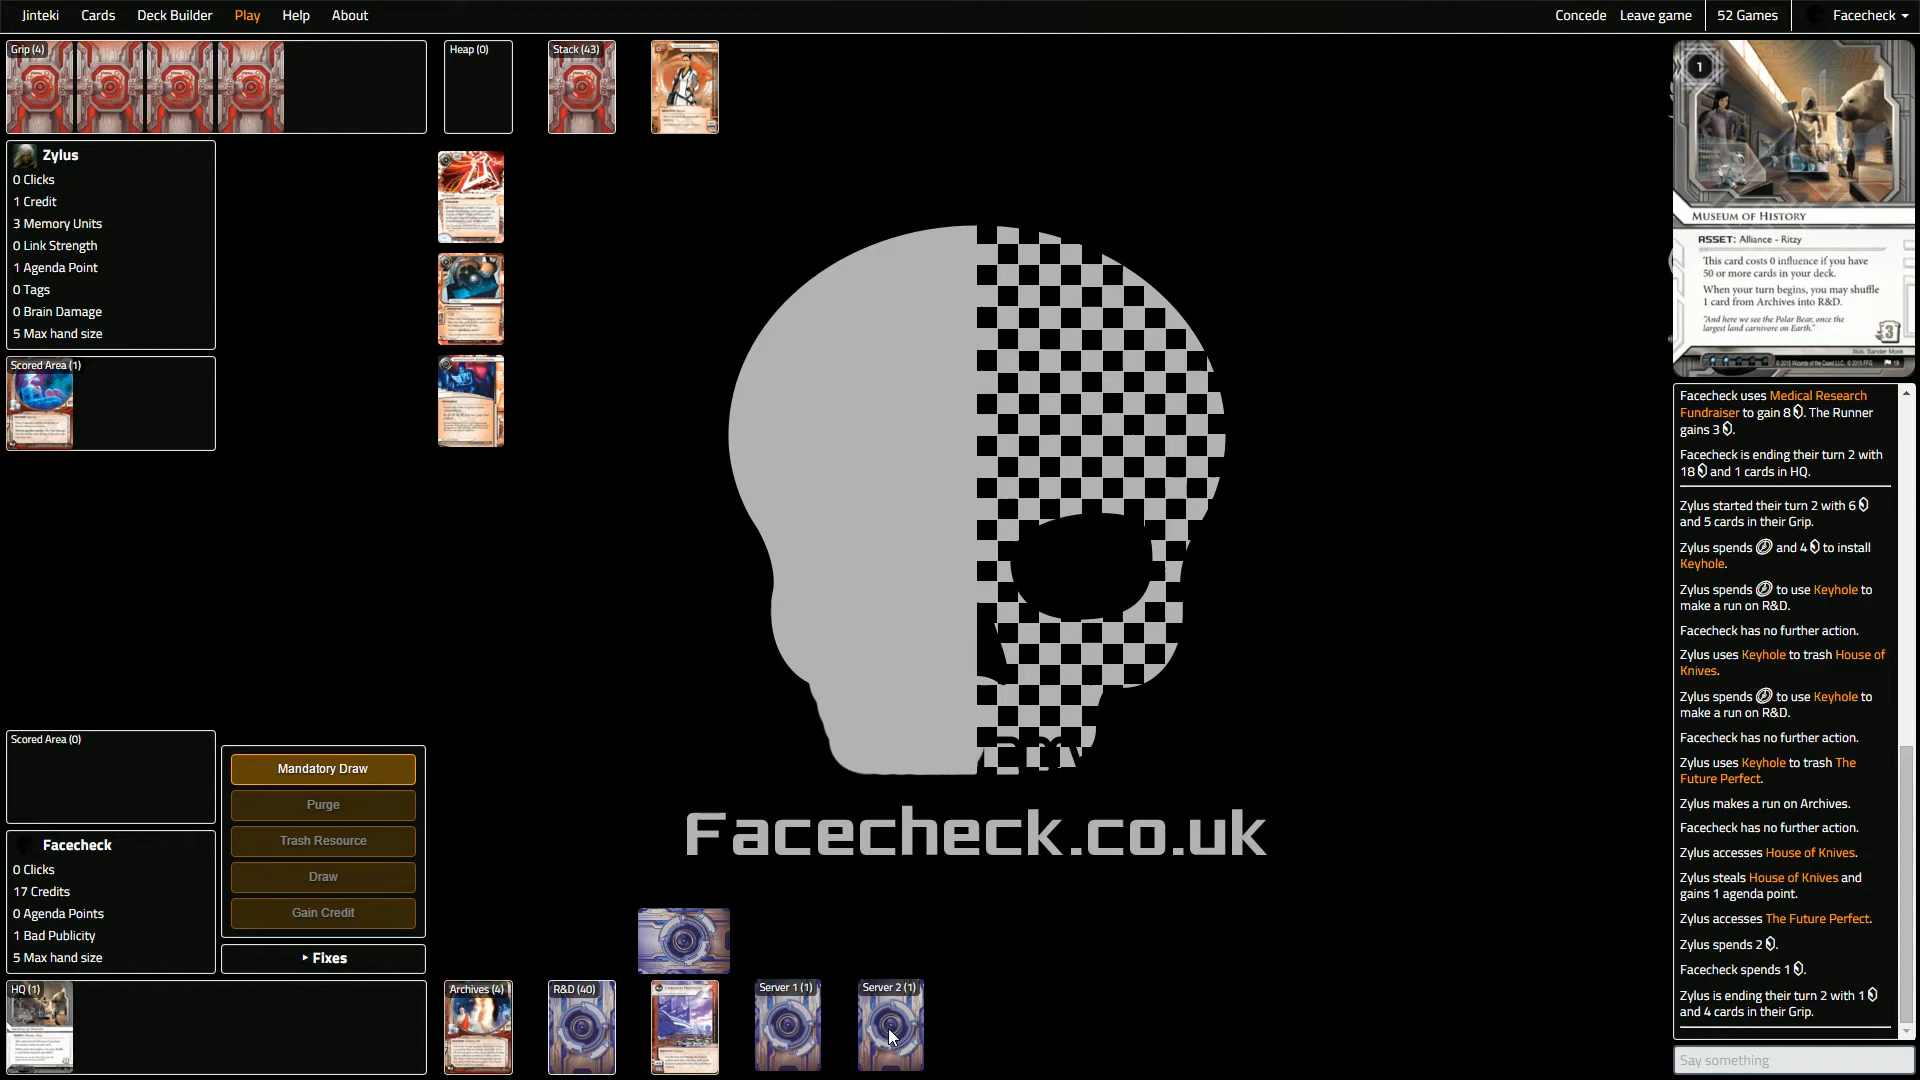 Jinteki Cards Deck Builder Play Help About
Concede Leave game 52 Games Facecheck
Grip (4)
Heap (0)
Stack (43)
Zylus
0 Clicks
1 Credit
3 Memory Units
0 Link Strength
1 Agenda Point
0 Tags
0 Brain Damage
5 Max hand size
Scored Area (1)
Scored Area (0)
Mandatory Draw
Purge
Trash Resource
Draw
Gain Credit
Fixes
Facecheck
0 Clicks
17 Credits
0 Agenda Points
1 Bad Publicity
5 Max hand size
HQ (1)
Archives (4)
R&D (40)
Server 1 (1)
Server 2 (1)
Facecheck.co.uk
1
MUSEUM OF HISTORY
ASSET: Alliance - Ritzy
This card costs 0 influence if you have
50 or more cards in your deck.
When your turn begins, you may shuffle
1 card from Archives into R&D.
"And here we see the Polar Bear, once the
largest land carnivore on Earth."
3
Facecheck uses Medical Research
Fundraiser to gain 8. The Runner
gains 3.
Facecheck is ending their turn 2 with
18 and 1 cards in HQ.
Zylus started their turn 2 with 6
and 5 cards in their Grip.
Zylus spends and 4 to install
Keyhole.
Zylus spends to use Keyhole to
make a run on R&D.
Facecheck has no further action.
Zylus uses Keyhole to trash House of
Knives.
Zylus spends to use Keyhole to
make a run on R&D.
Facecheck has no further action.
Zylus uses Keyhole to trash The
Future Perfect.
Zylus makes a run on Archives.
Facecheck has no further action.
Zylus accesses House of Knives.
Zylus steals House of Knives and
gains 1 agenda point.
Zylus accesses The Future Perfect.
Zylus spends 2.
Facecheck spends 1.
Zylus is ending their turn 2 with 1
and 4 cards in their Grip.
Say something